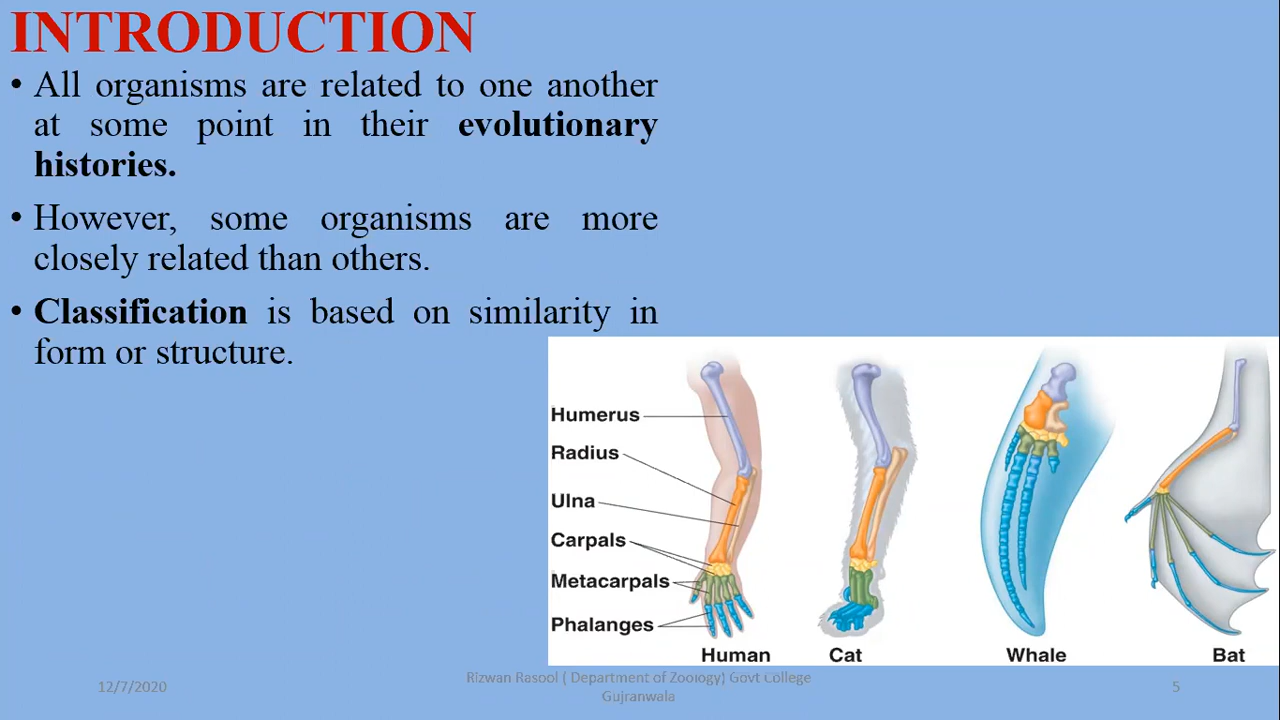 INTRODUCTION
• All organisms are related to one another
at some point in their evolutionary
histories.
• However, some organisms are more
closely related than others.
• Classification is based on similarity in
form or structure.
Humerus
Radius
Ulna
Carpals
Metacarpals
Phalanges
Human
Cat
Whale
Bat
12/7/2020
Rizwan Rasool ( Department of Zoology) Govt College
Gujranwala
5